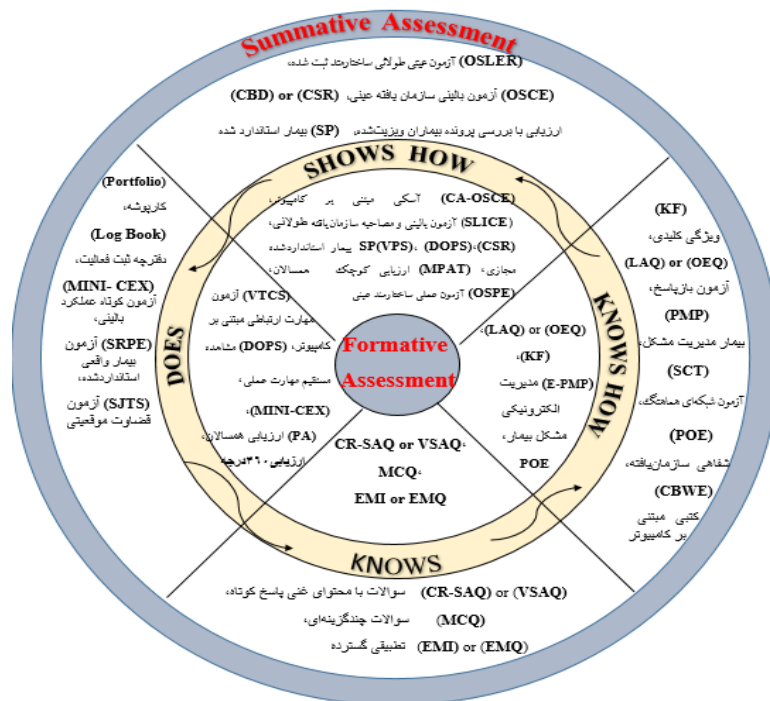 Summative Assessment
(OSLER) آزمون عینی طولانی ساختارمند ثبت شده،
(OSCE) آزمون بالینی سازمان یافته عینی، (CSR) or (CBD)
ارزیابی با بررسی پرونده بیماران ویزیت‌شده، (SP) بیمار استاندارد شده
SHOWS HOW
(CA-OSCE) آسکی مبتنی بر کامپیوتر،
(SLICE) آزمون بالینی و مصاحبه سازمان‌یافته طولانی،
(CSR)، (DOPS) ،SP(VPS) بیمار استانداردشده
مجازی، (MPAT) ارزیابی کوچک همسالان،
(OSPE) آزمون عملی ساختارمند عینی
(KF)
ویژگی کلیدی،
(LAQ) or (OEQ)
آزمون بازپاسخ،
(PMP)
بیمار مدیریت مشکل،
(SCT)
آزمون شبکه‌ای هماهنگ،
(POE)
شفاهی سازمان‌یافته،
(CBWE)
کتبی مبتنی
بر کامپیوتر
KNOWS HOW
(LAQ) or (OEQ)،
(KF)،
(E-PMP) مدیریت
الکترونیکی
مشکل بیمار،
POE
Formative
Assessment
(VTCS) آزمون
مهارت ارتباطی مبتنی بر
کامپیوتر، (DOPS) مشاهده
مستقیم مهارت عملی،
(MINI-CEX)،
(PA) ارزیابی همسالان،
ارزیابی ۳۶۰درجه
DOES
(Portfolio)
کارپوشه،
(Log Book)
دفترچه ثبت فعالیت،
(MINI- CEX)
آزمون کوتاه عملکرد
بالینی،
(SRPE) آزمون
بیمار واقعی
استانداردشده،
(SJTS) آزمون
قضاوت موقعیتی
CR-SAQ or VSAQ،
MCQ،
EMI or EMQ
KNOWS
(CR-SAQ) or (VSAQ) سوالات با محتوای غنی پاسخ کوتاه،
(MCQ) سوالات چندگزینه‌ای،
(EMI) or (EMQ) تطبیقی گسترده